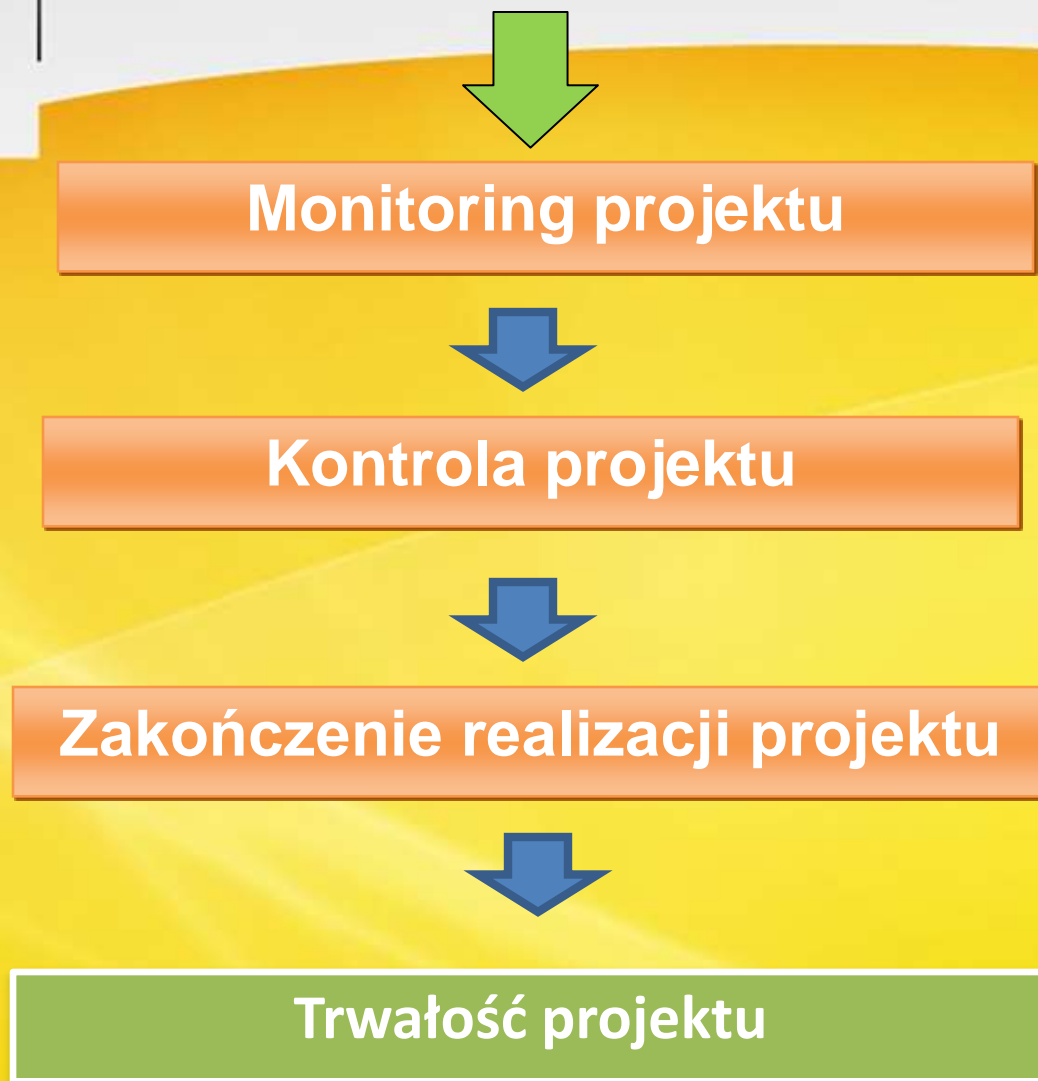 Monitoring projektu
Kontrola projektu
Zakończenie realizacji projektu
Trwałość projektu